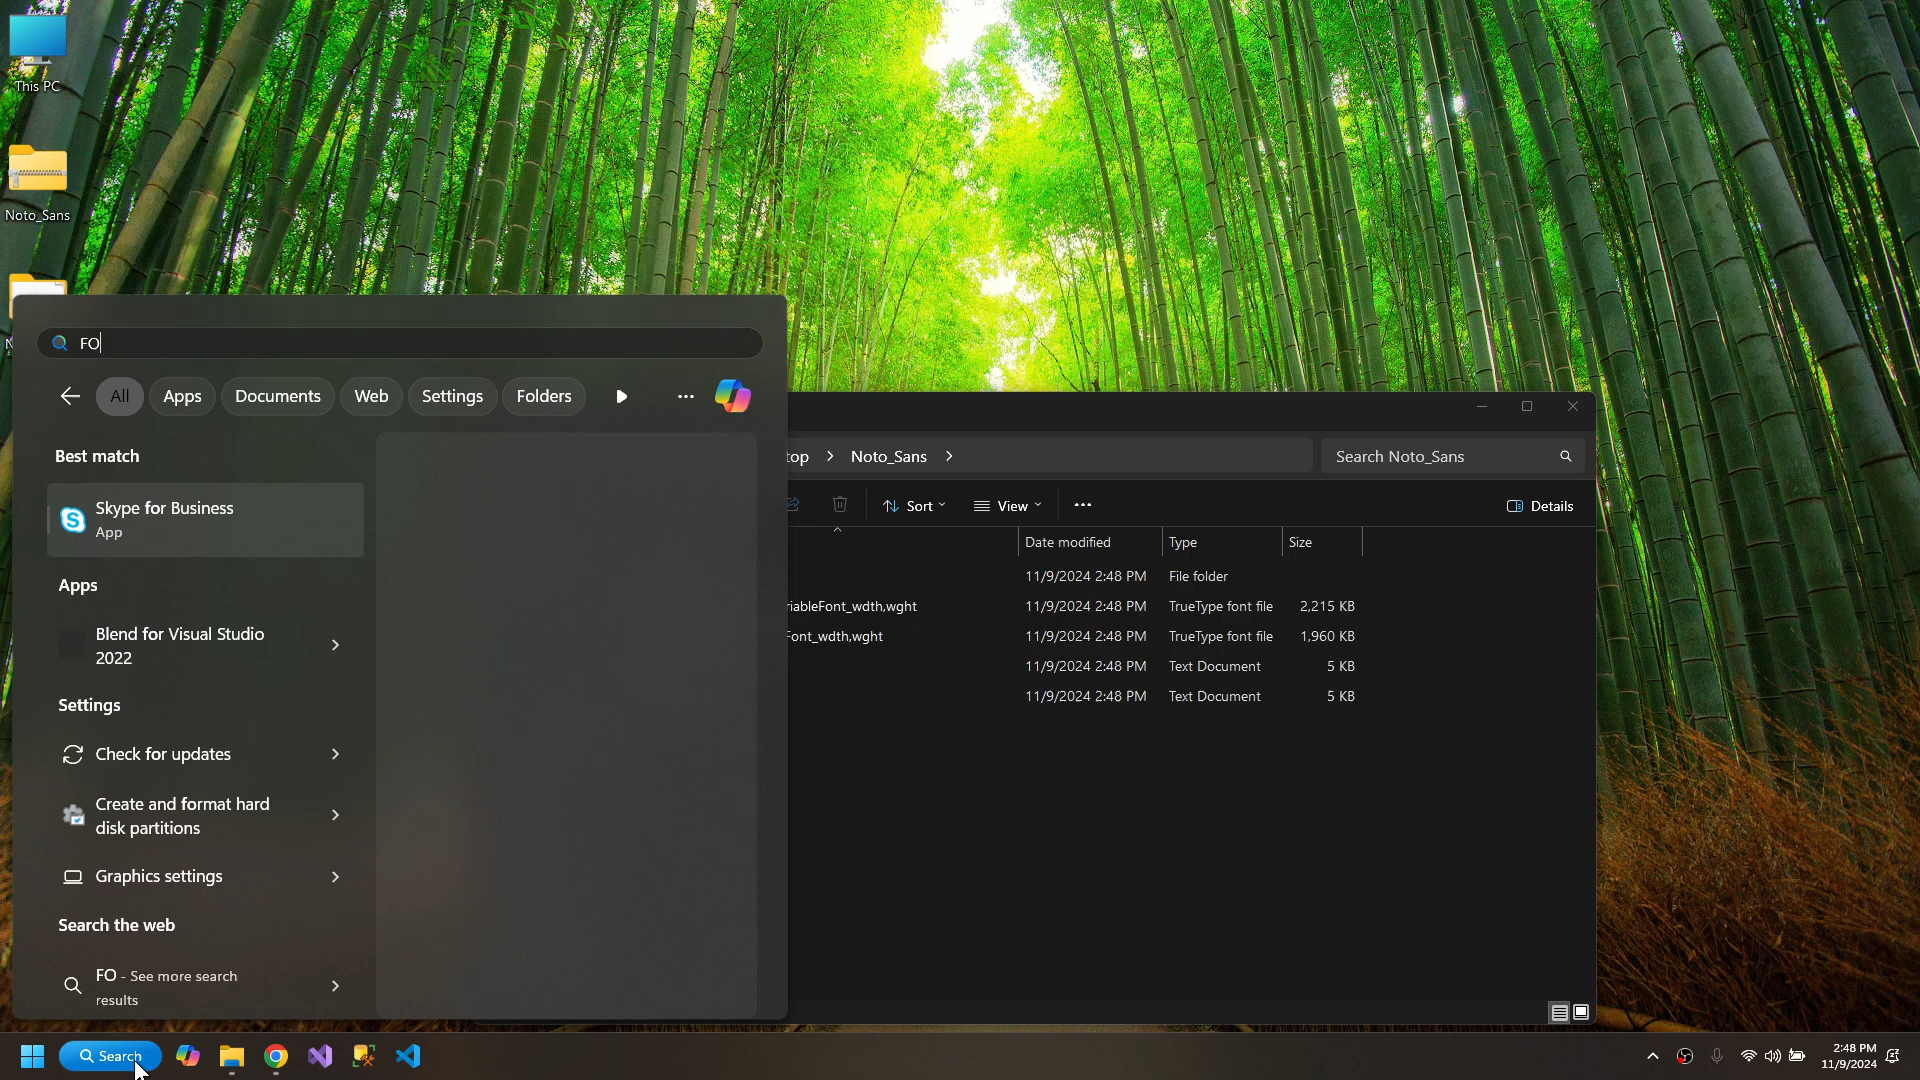 This PC
Noto_Sans
FO
All
Apps
Documents
Web
Settings
Folders
Best match
Skype for Business
App
Apps
Blend for Visual Studio
2022
Settings
Check for updates
Create and format hard
disk partitions
Graphics settings
Search the web
FO - See more search
results
top
Noto_Sans
Search Noto_Sans
Sort
View
Details
Date modified
Type
Size
11/9/2024 2:48 PM
File folder
riableFont_wdth,wght
11/9/2024 2:48 PM
TrueType font file
2,215 KB
Font_wdth,wght
11/9/2024 2:48 PM
TrueType font file
1,960 KB
11/9/2024 2:48 PM
Text Document
5 KB
11/9/2024 2:48 PM
Text Document
5 KB
Search
2:48 PM
11/9/2024